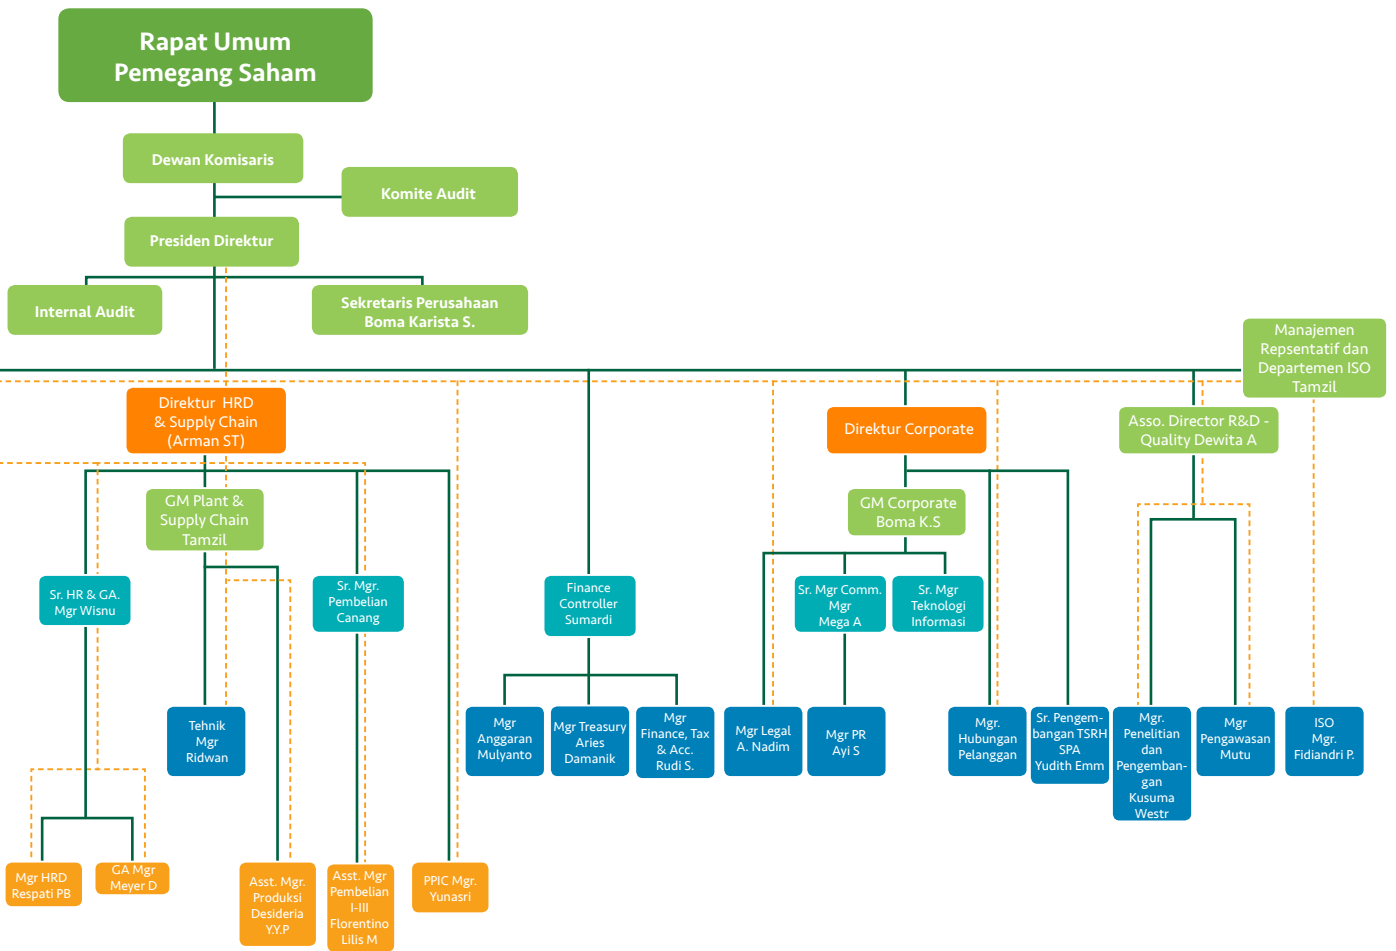 Rapat Umum
Pemegang Saham
Dewan Komisaris
Komite Audit
Presiden Direktur
Internal Audit
Sekretaris Perusahaan
Boma Karista S.
Manajemen
Repsentatif dan
Departemen ISO
Tamzil
Direktur HRD
& Supply Chain
(Arman ST)
Direktur Corporate
Asso. Director R&D -
Quality Dewita A
GM Plant &
Supply Chain
Tamzil
GM Corporate
Boma K.S
Sr. HR & GA.
Mgr Wisnu
Sr. Mgr.
Pembelian
Canang
Finance
Controller
Sumardi
Sr. Mgr Comm.
Mgr
Mega A
Sr. Mgr
Teknologi
Informasi
Tehnik
Mgr
Ridwan
Mgr
Anggaran
Mulyanto
Mgr Treasury
Aries
Damanik
Mgr
Finance, Tax
& Acc.
Rudi S.
Mgr Legal
A. Nadim
Mgr PR
Ayi S
Mgr.
Hubungan
Pelanggan
Sr. Pengem-
bangan TSRH
SPA
Yudith Emm
Mgr.
Penelitian
dan
Pengemban-
gan
Kusuma
Westr
Mgr
Pengawasan
Mutu
ISO
Mgr.
Fidiandri P.
Mgr HRD
Respati PB
GA Mgr
Meyer D
Asst. Mgr.
Produksi
Desideria
Y.Y.P
Asst. Mgr
Pembelian
I-III
Florentino
Lilis M
PPIC Mgr.
Yunasri